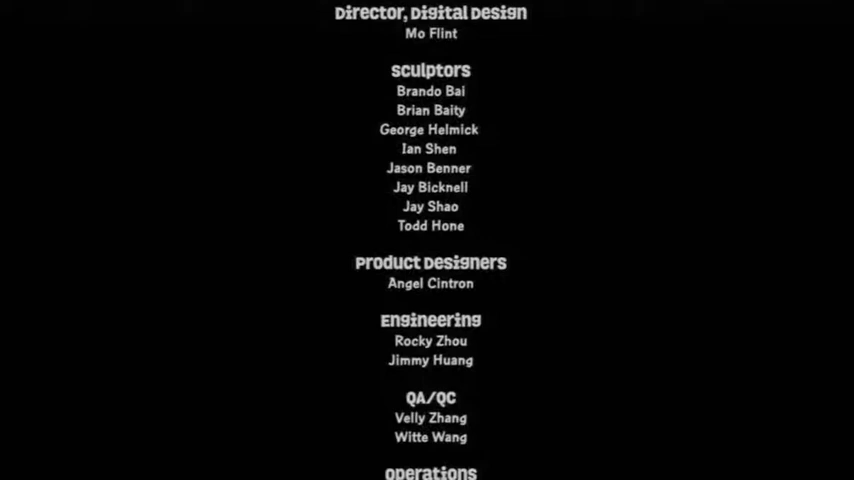 Director, Digital Design
Mo Flint
Sculptors
Brando Bai
Brian Baity
George Helmick
Ian Shen
Jason Benner
Jay Bicknell
Jay Shao
Todd Hone
Product Designers
Angel Cintron
Engineering
Rocky Zhou
Jimmy Huang
QA/QC
Velly Zhang
Witte Wang
Operations